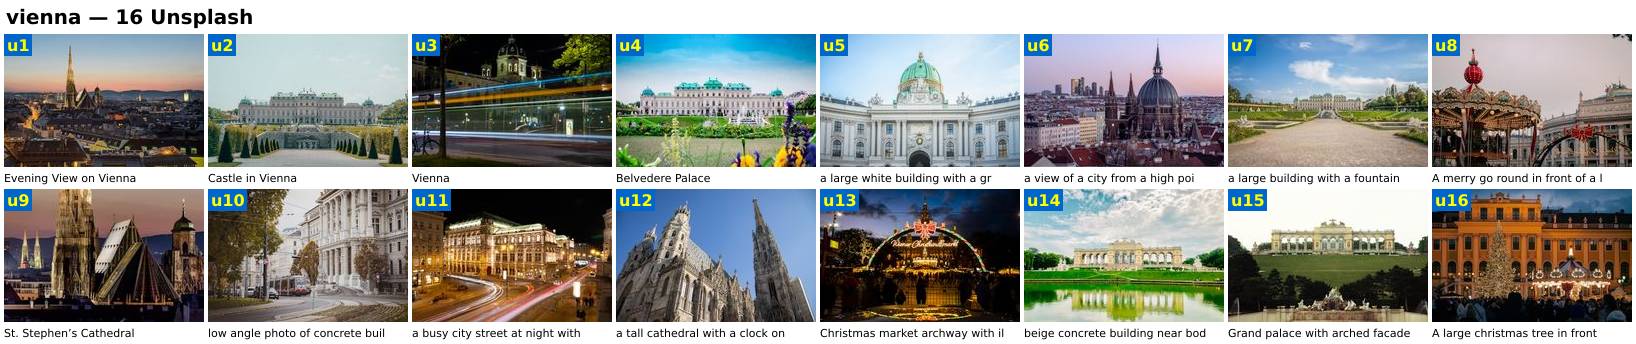 vienna — 16 Unsplash
u1
u2
u3
u4
u5
u6
u7
u8
Evening View on Vienna
Castle in Vienna
Vienna
Belvedere Palace
a large white building with a gr
a view of a city from a high poi
a large building with a fountain
A merry go round in front of a l
u9
u10
u11
u12
u13
u14
u15
u16
Wiener Christkindlmarkt
St. Stephen’s Cathedral
low angle photo of concrete buil
a busy city street at night with
a tall cathedral with a clock on
Christmas market archway with il
beige concrete building near bod
Grand palace with arched facade
A large christmas tree in front